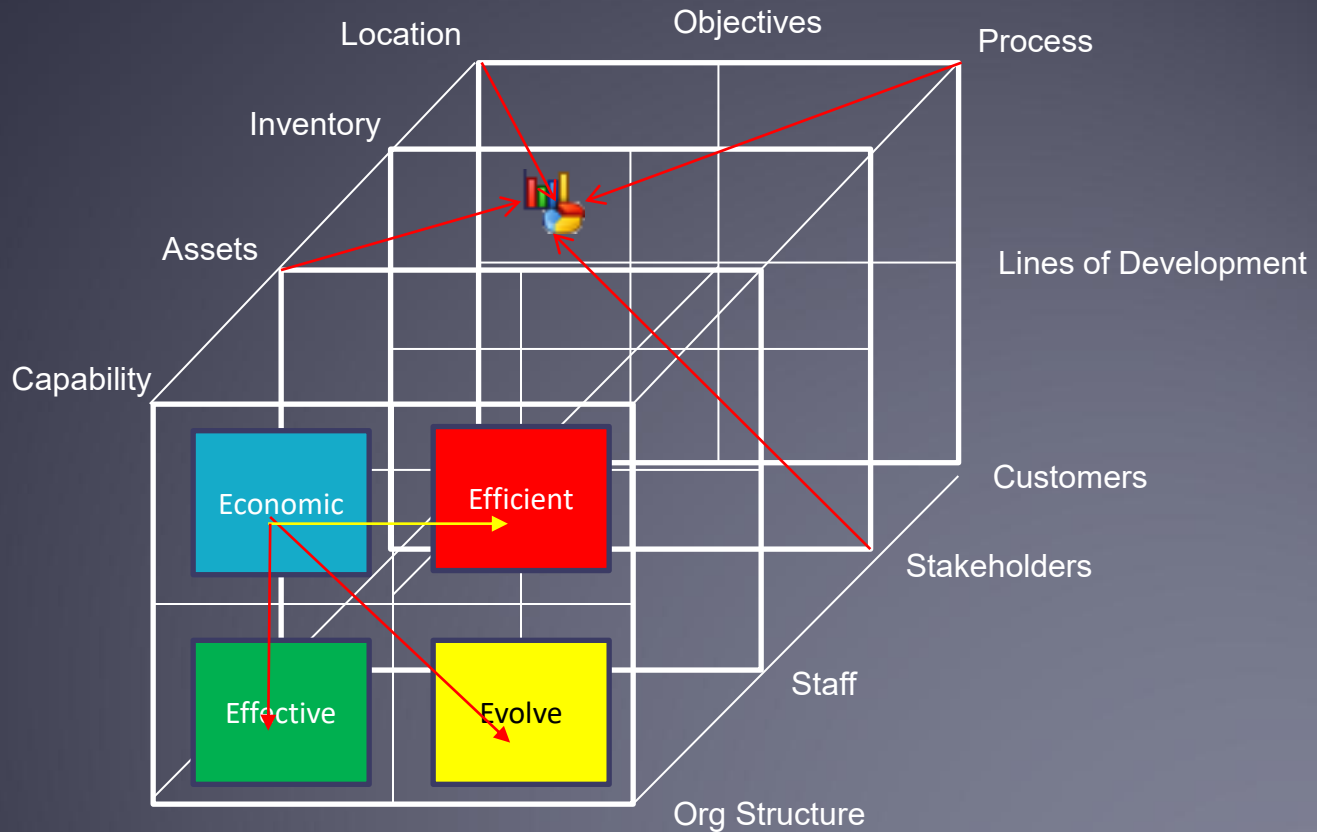 Objectives
Location
Process
Inventory
Assets
Lines of Development
Capability
Customers
Economic
Efficient
Stakeholders
Staff
Effective
Evolve
Org Structure